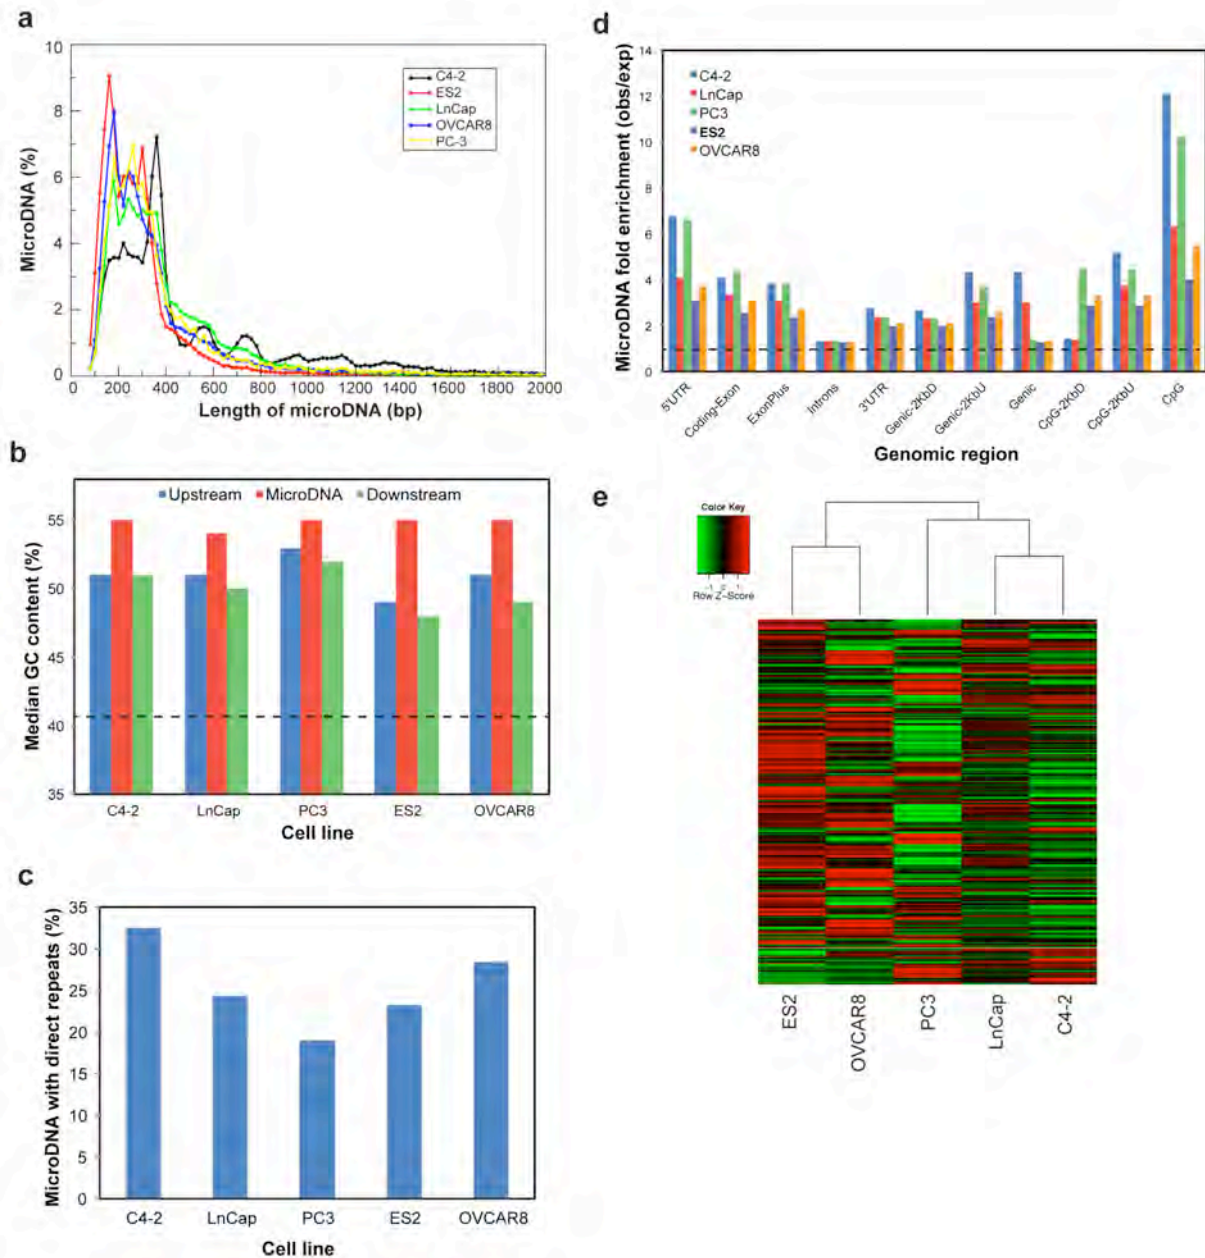 a
10
8
6
4
2
0
MicroDNA (%)
C4-2
ES2
LnCap
OVCAR8
PC-3
0 200 400 600 800 1000 1200 1400 1600 1800 2000
Length of microDNA (bp)
b
Upstream MicroDNA Downstream
55
50
45
40
35
Median GC content (%)
C4-2 LnCap PC3 ES2 OVCAR8
Cell line
c
35
30
25
20
15
10
5
0
MicroDNA with direct repeats (%)
C4-2 LnCap PC3 ES2 OVCAR8
Cell line
d
14
12
10
8
6
4
2
0
MicroDNA fold enrichment (obs/exp)
C4-2
LnCap
PC3
ES2
OVCAR8
5'UTR Coding-Exon ExonPlus Introns 3'UTR Genic-2KbD Genic-2KbU Genic CpG-2KbD CpG-2KbU CpG
Genomic region
e
Color Key
-1 0 1
Row Z-Score
ES2 OVCAR8 PC3 LnCap C4-2